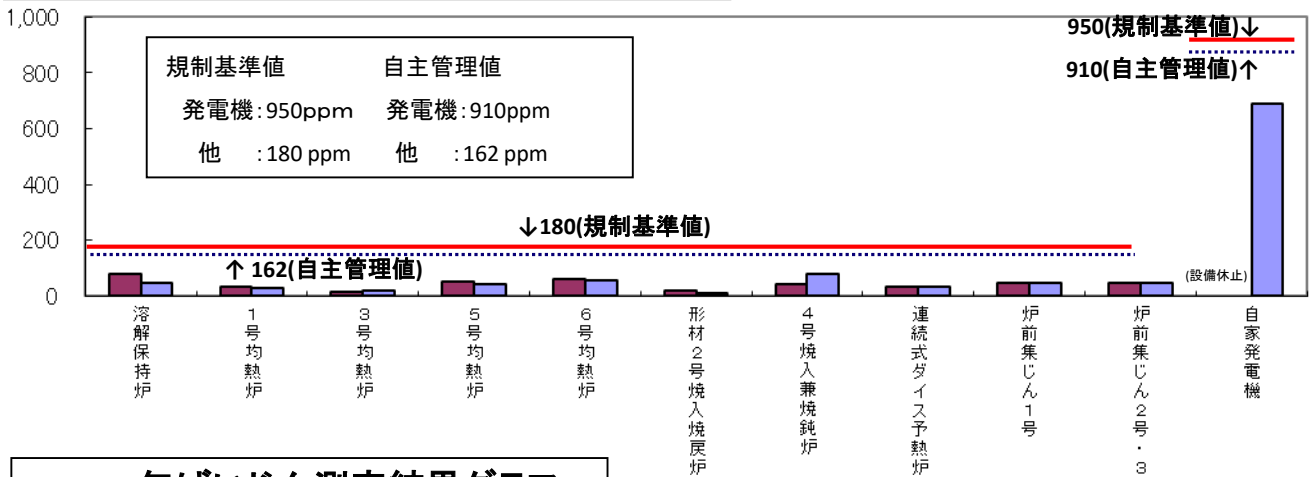 1,000
800
600
400
200
0
規制基準値 自主管理値
発電機:950ppm 発電機:910ppm
他 :180 ppm 他 :162 ppm
950(規制基準値)↓
910(自主管理値)↑
↓180(規制基準値)
↑ 162(自主管理値)
(設備休止)
溶解保持炉
1号均熱炉
3号均熱炉
5号均熱炉
6号均熱炉
形材2号焼入焼戻炉
4号焼入兼焼鈍炉
連続式ダイス予熱炉
炉前集じん1号
炉前集じん2号・3
自家発電機